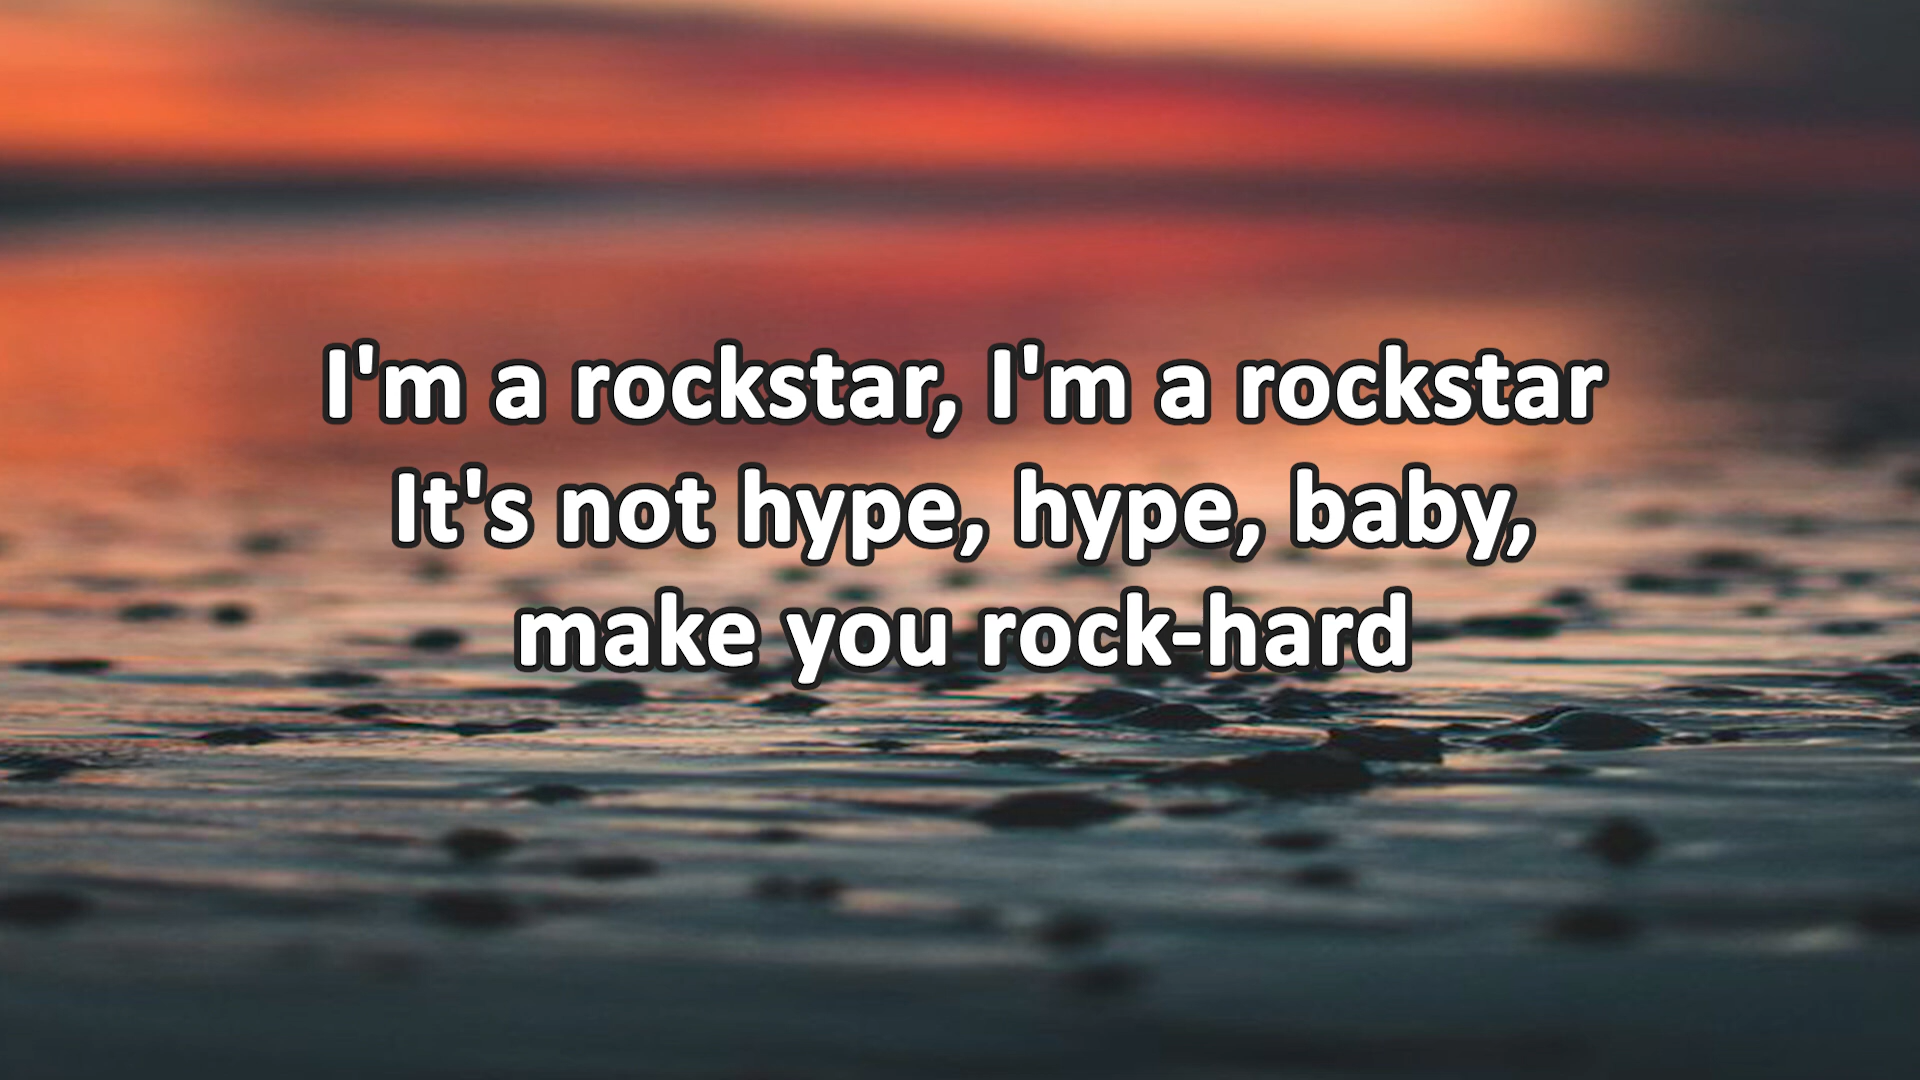 I'm a rockstar, I'm a rockstar
It's not hype, hype, baby,
make you rock-hard